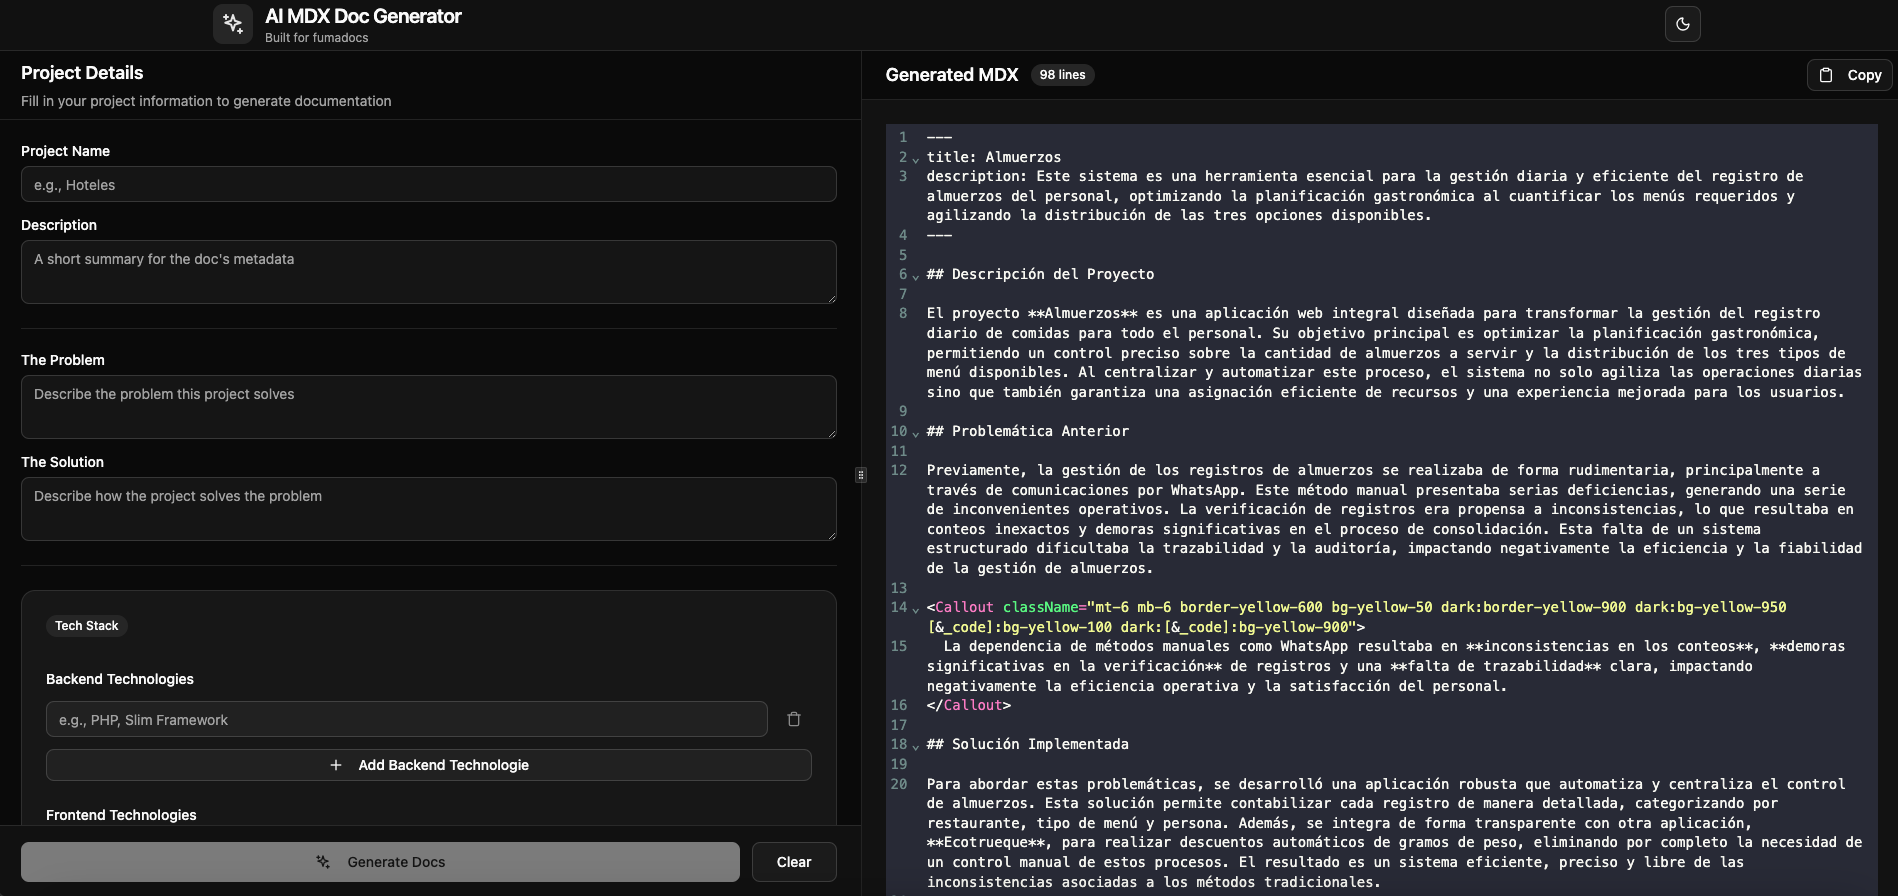 AI MDX Doc Generator
Built for fumadocs
Project Details
Fill in your project information to generate documentation
Project Name
e.g., Hoteles
Description
A short summary for the doc's metadata
The Problem
Describe the problem this project solves
The Solution
Describe how the project solves the problem
Tech Stack
Backend Technologies
e.g., PHP, Slim Framework
+ Add Backend Technologie
Frontend Technologies
Generate Docs
Clear
Generated MDX 98 lines
Copy
1 ---
2 title: Almuerzos
3 description: Este sistema es una herramienta esencial para la gestión diaria y eficiente del registro de
almuerzos del personal, optimizando la planificación gastronómica al cuantificar los menús requeridos y
agilizando la distribución de las tres opciones disponibles.
4 ---
5
6 ## Descripción del Proyecto
7
8 El proyecto **Almuerzos** es una aplicación web integral diseñada para transformar la gestión del registro
diario de comidas para todo el personal. Su objetivo principal es optimizar la planificación gastronómica,
permitiendo un control preciso sobre la cantidad de almuerzos a servir y la distribución de los tres tipos de
menú disponibles. Al centralizar y automatizar este proceso, el sistema no solo agiliza las operaciones diarias
sino que también garantiza una asignación eficiente de recursos y una experiencia mejorada para los usuarios.
9
10 ## Problemática Anterior
11
12 Previamente, la gestión de los registros de almuerzos se realizaba de forma rudimentaria, principalmente a
través de comunicaciones por WhatsApp. Este método manual presentaba serias deficiencias, generando una serie
de inconvenientes operativos. La verificación de registros era propensa a inconsistencias, lo que resultaba en
conteos inexactos y demoras significativas en el proceso de consolidación. Esta falta de un sistema
estructurado dificultaba la trazabilidad y la auditoría, impactando negativamente la eficiencia y la fiabilidad
de la gestión de almuerzos.
13
14 <Callout className="mt-6 mb-6 border-yellow-600 bg-yellow-50 dark:border-yellow-900 dark:bg-yellow-950
[&_code]:bg-yellow-100 dark:[&_code]:bg-yellow-900">
15 La dependencia de métodos manuales como WhatsApp resultaba en **inconsistencias en los conteos**, **demoras
significativas en la verificación** de registros y una **falta de trazabilidad** clara, impactando
negativamente la eficiencia operativa y la satisfacción del personal.
16 </Callout>
17
18 ## Solución Implementada
19
20 Para abordar estas problemáticas, se desarrolló una aplicación robusta que automatiza y centraliza el control
de almuerzos. Esta solución permite contabilizar cada registro de manera detallada, categorizando por
restaurante, tipo de menú y persona. Además, se integra de forma transparente con otra aplicación,
**Ecotrueque**, para realizar descuentos automáticos de gramos de peso, eliminando por completo la necesidad de
un control manual de estos procesos. El resultado es un sistema eficiente, preciso y libre de las
inconsistencias asociadas a los métodos tradicionales.